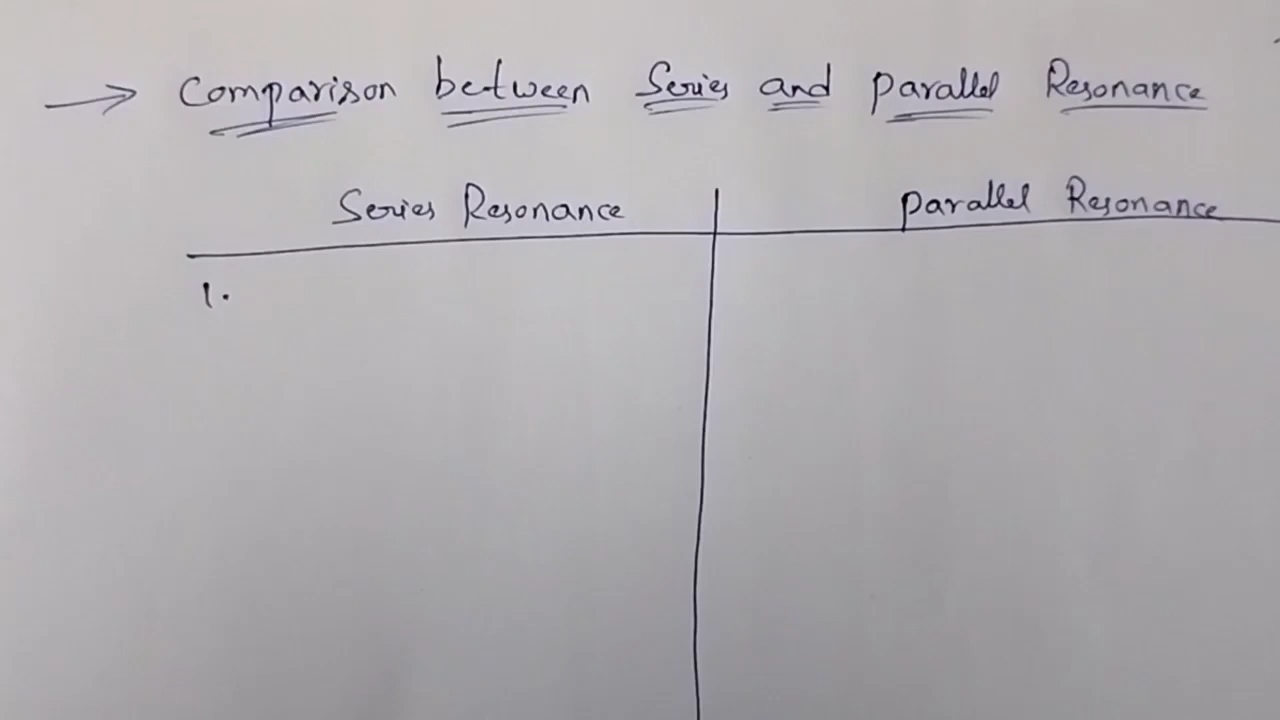 → Comparison between Series and parallel Resonance
Series Resonance parallel Resonance
1.